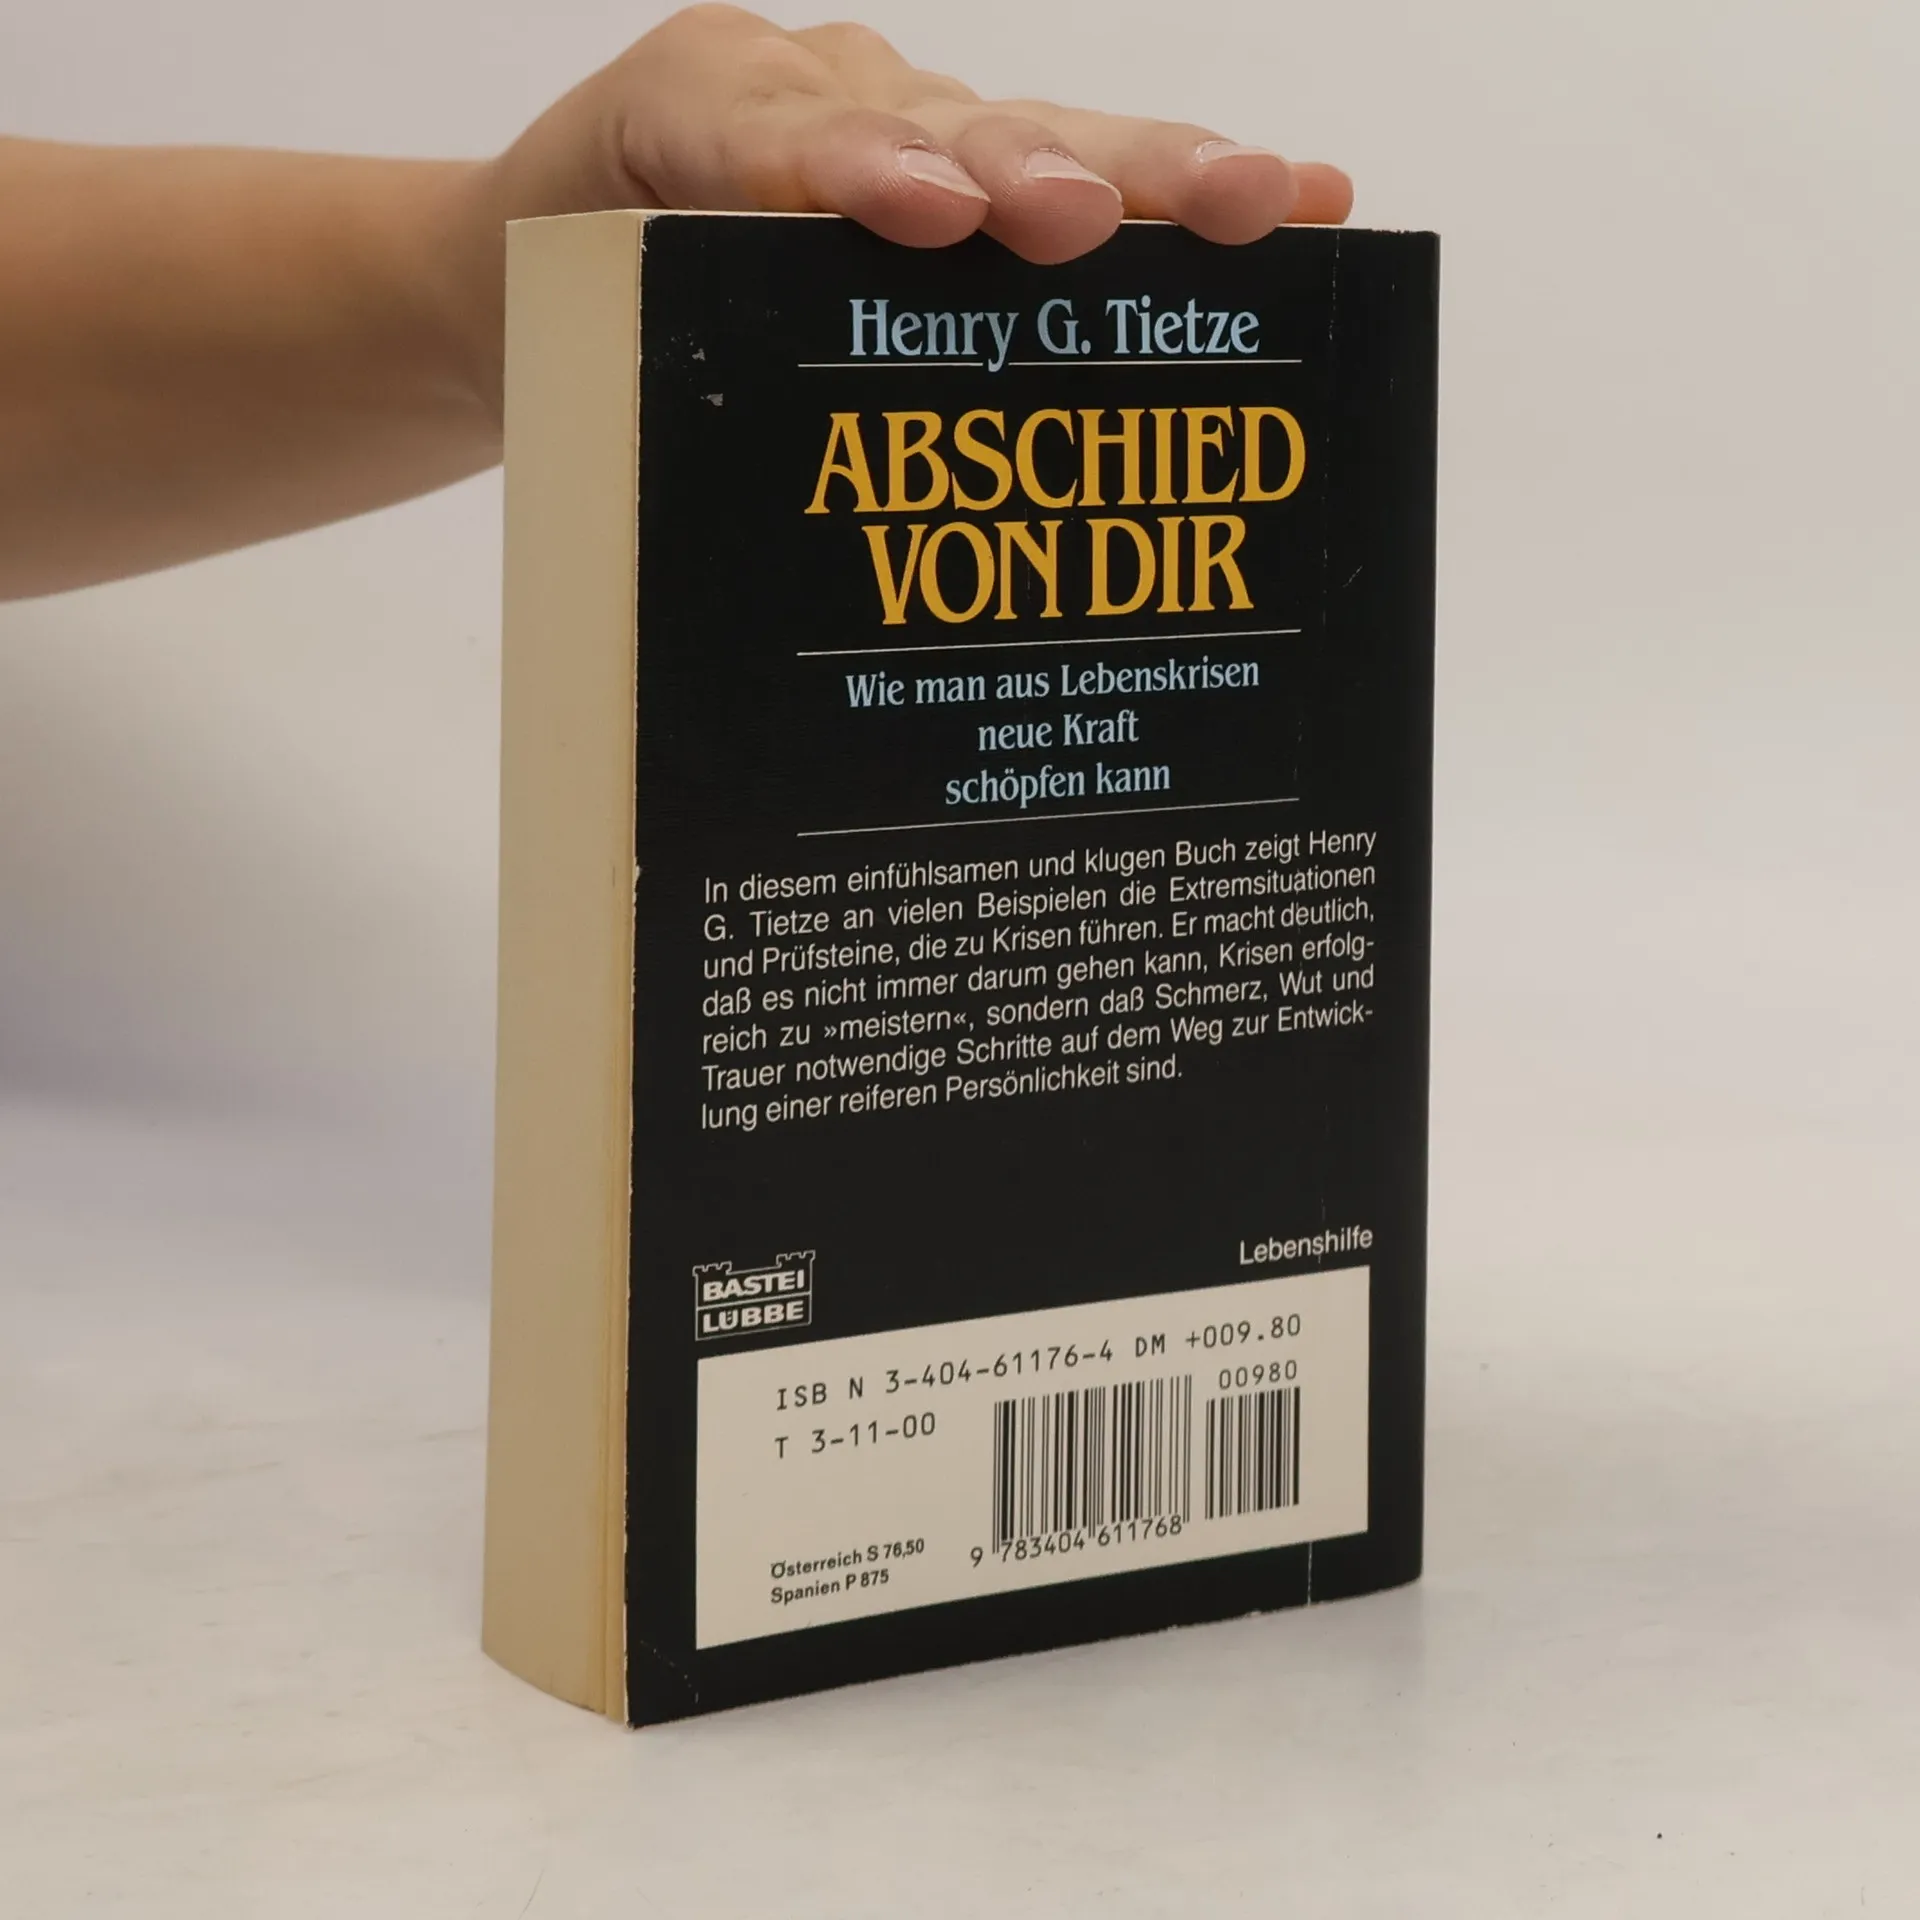 Henry G. Tietze
ABSCHIED
VON DIR
Wie man aus Lebenskrisen
neue Kraft
schöpfen kann
In diesem einfühlsamen und klugen Buch zeigt Henry
G. Tietze an vielen Beispielen die Extremsituationen
und Prüfsteine, die zu Krisen führen. Er macht deutlich,
daß es nicht immer darum gehen kann, Krisen erfolg-
reich zu »meistern«, sondern daß Schmerz, Wut und
Trauer notwendige Schritte auf dem Weg zur Entwick-
lung einer reiferen Persönlichkeit sind.
BASTEI
LÜBBE
Lebenshilfe
ISB N 3-404-61176-4 DM +009.80
T 3-11-00
00980
9 783404 611768
Österreich S 76,50
Spanien P 875